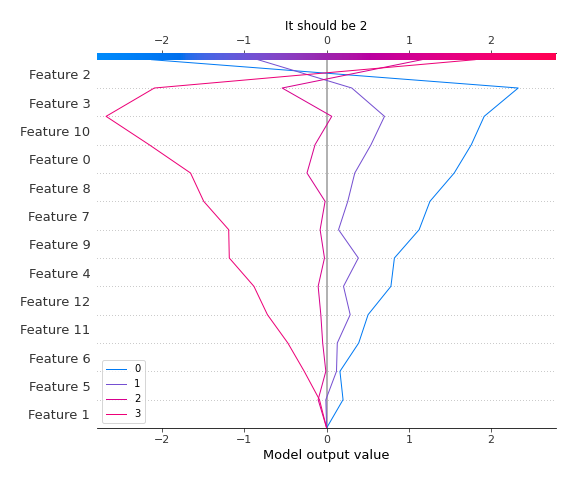 It should be 2
−2 −1 0 1 2
Feature 2
Feature 3
Feature 10
Feature 0
Feature 8
Feature 7
Feature 9
Feature 4
Feature 12
Feature 11
Feature 6
Feature 5
Feature 1
0
1
2
3
−2 −1 0 1 2
Model output value